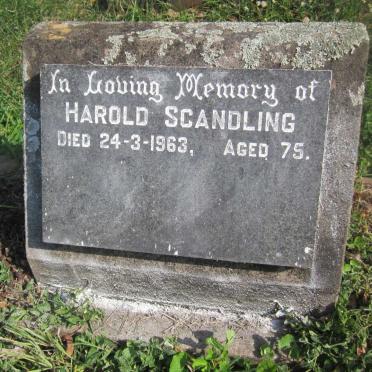 In Loving Memory of
HAROLD SCANDLING
DIED 24-3-1963, AGED 75.